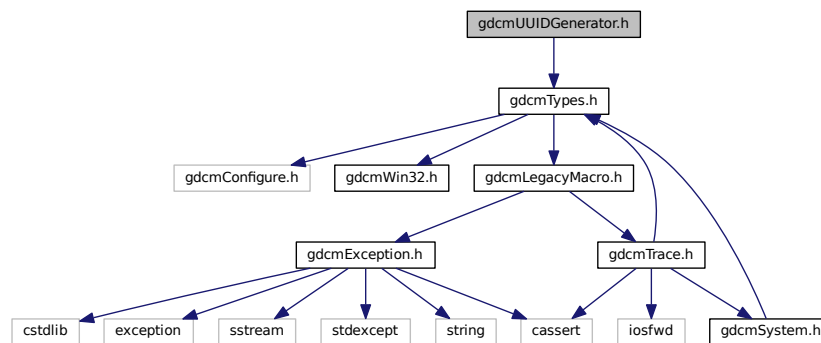 gdcmUUIDGenerator.h
gdcmTypes.h
gdcmConfigure.h
gdcmWin32.h
gdcmLegacyMacro.h
gdcmException.h
gdcmTrace.h
cstdlib
exception
sstream
stdexcept
string
cassert
iosfwd
gdcmSystem.h